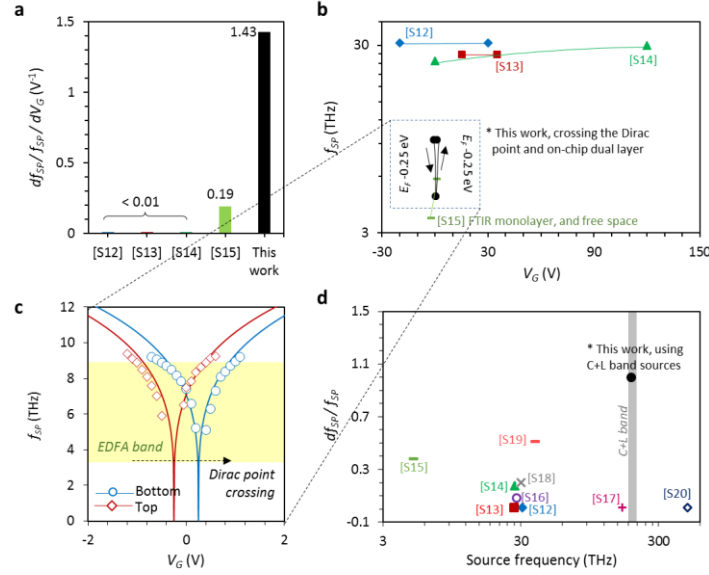 a
df_SP / f_SP / dV_G (V⁻¹)
1.5
1
0.5
0
1.43
0.19
< 0.01
[S12] [S13] [S14] [S15] This
work
b
f_SP (THz)
30
3
[S12]
[S13]
[S14]
E_F -0.25 eV
E_F -0.25 eV
* This work, crossing the Dirac
point and on-chip dual layer
[S15] FTIR monolayer, and free space
-30 30 90 150
V_G (V)
c
f_SP (THz)
12
10
8
6
4
2
0
EDFA band
Dirac point
crossing
Bottom
Top
-2 0 2
V_G (V)
d
df_SP / f_SP
1.5
1.1
0.7
0.3
-0.1
* This work, using
C+L band sources
C+L band
[S19]
[S15]
[S18]
[S14]
[S16]
[S13]
[S12]
[S17]
[S20]
3 30 300
Source frequency (THz)